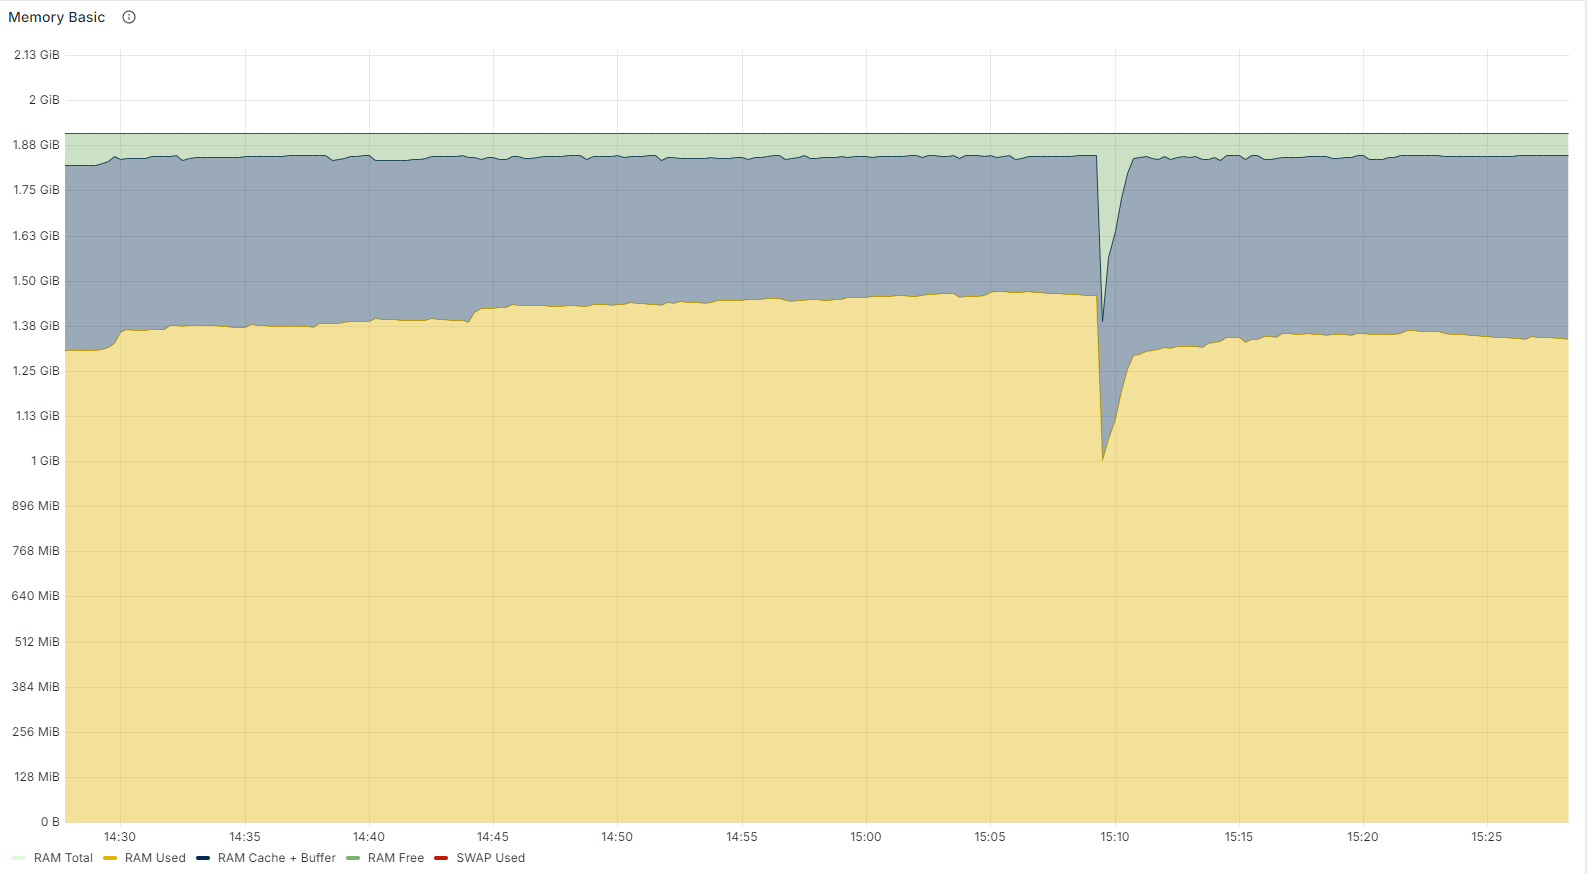 Memory Basic
2.13 GiB
2 GiB
1.88 GiB
1.75 GiB
1.63 GiB
1.50 GiB
1.38 GiB
1.25 GiB
1.13 GiB
1 GiB
896 MiB
768 MiB
640 MiB
512 MiB
384 MiB
256 MiB
128 MiB
0 B
14:30 14:35 14:40 14:45 14:50 14:55 15:00 15:05 15:10 15:15 15:20 15:25
RAM Total RAM Used RAM Cache + Buffer RAM Free SWAP Used